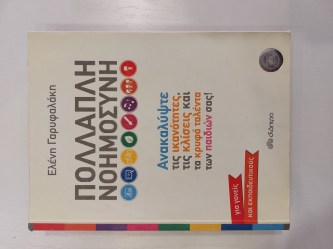 Ελένη Γαρυφαλάκη
ΠΟΛΛΑΠΛΗ
ΝΟΗΜΟΣΥΝΗ
Ανακαλύψτε
τις ικανότητες,
τις κλίσεις και
τα κρυφά ταλέντα
των παιδιών σας!
διόπτρα
για γονείς
και εκπαιδευτικούς